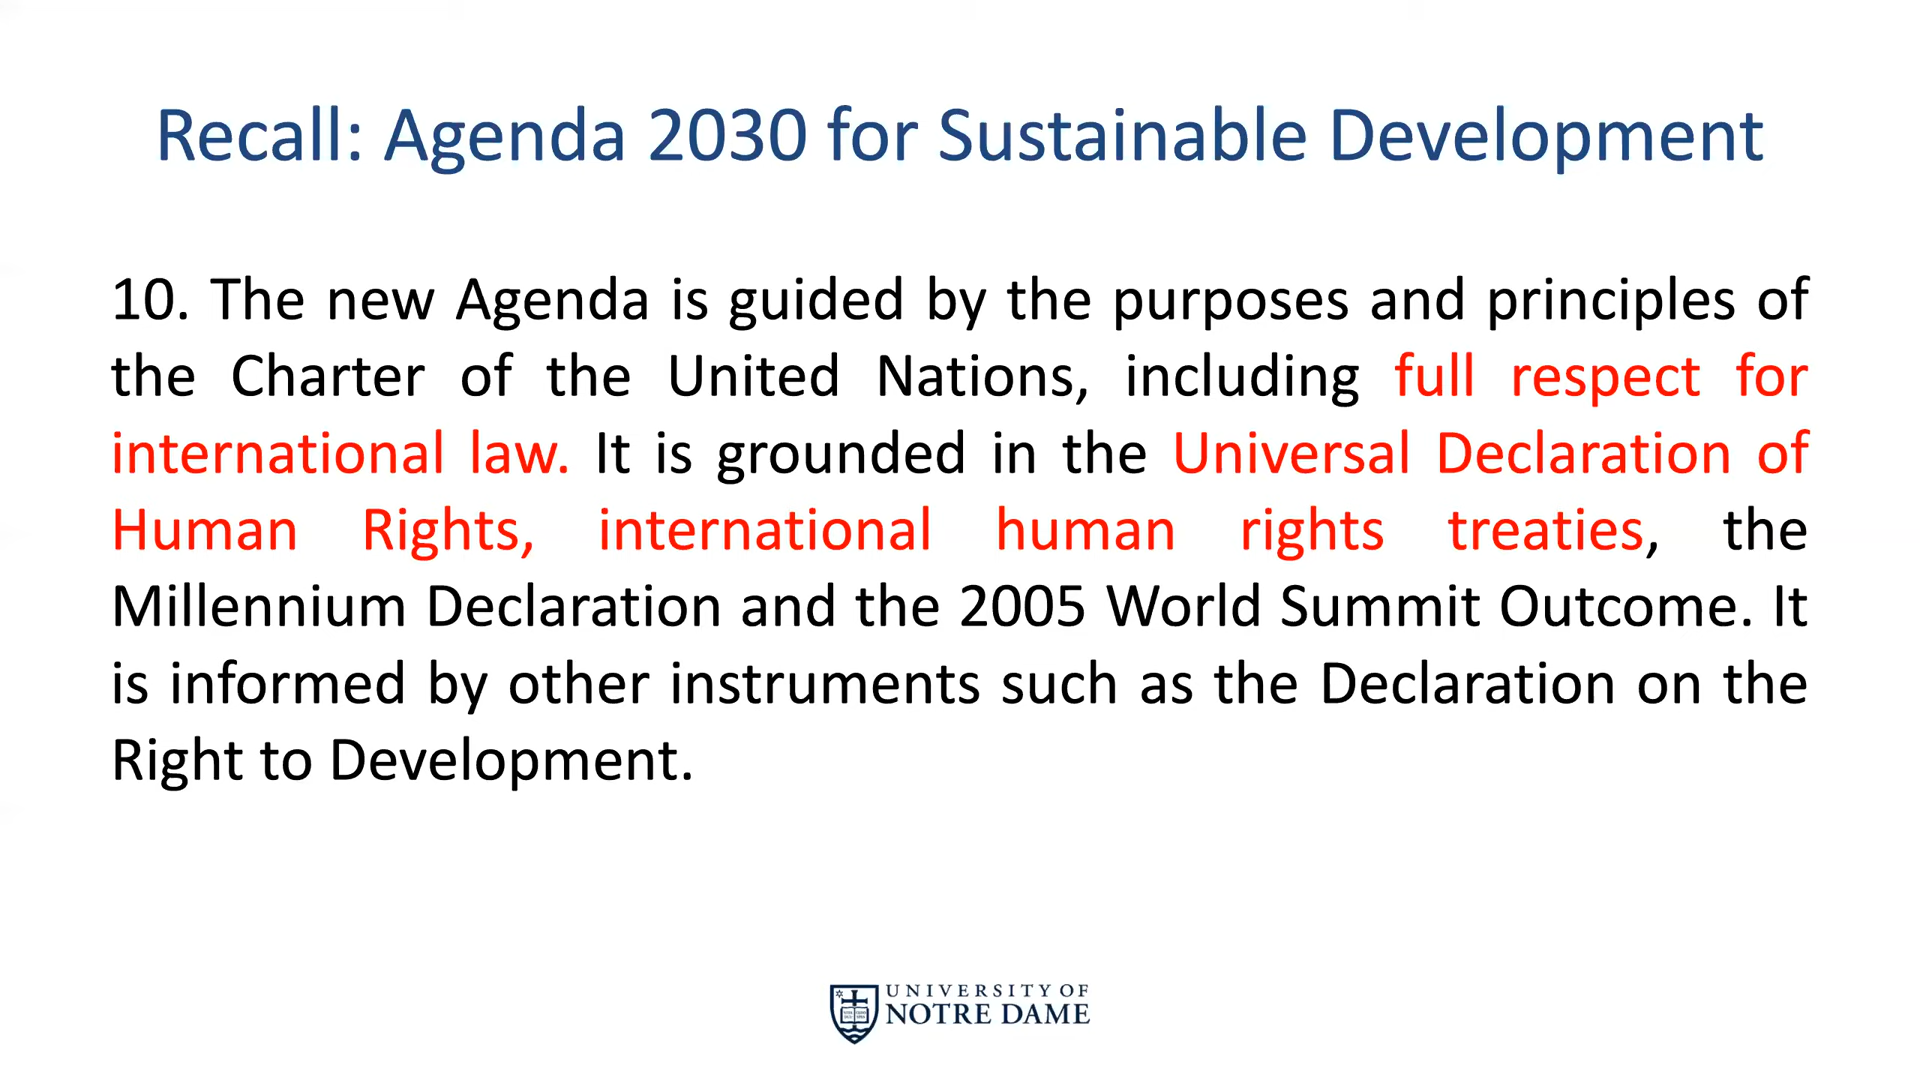 Recall: Agenda 2030 for Sustainable Development
10. The new Agenda is guided by the purposes and principles of
the Charter of the United Nations, including full respect for
international law. It is grounded in the Universal Declaration of
Human Rights, international human rights treaties, the
Millennium Declaration and the 2005 World Summit Outcome. It
is informed by other instruments such as the Declaration on the
Right to Development.
UNIVERSITY OF
NOTRE DAME